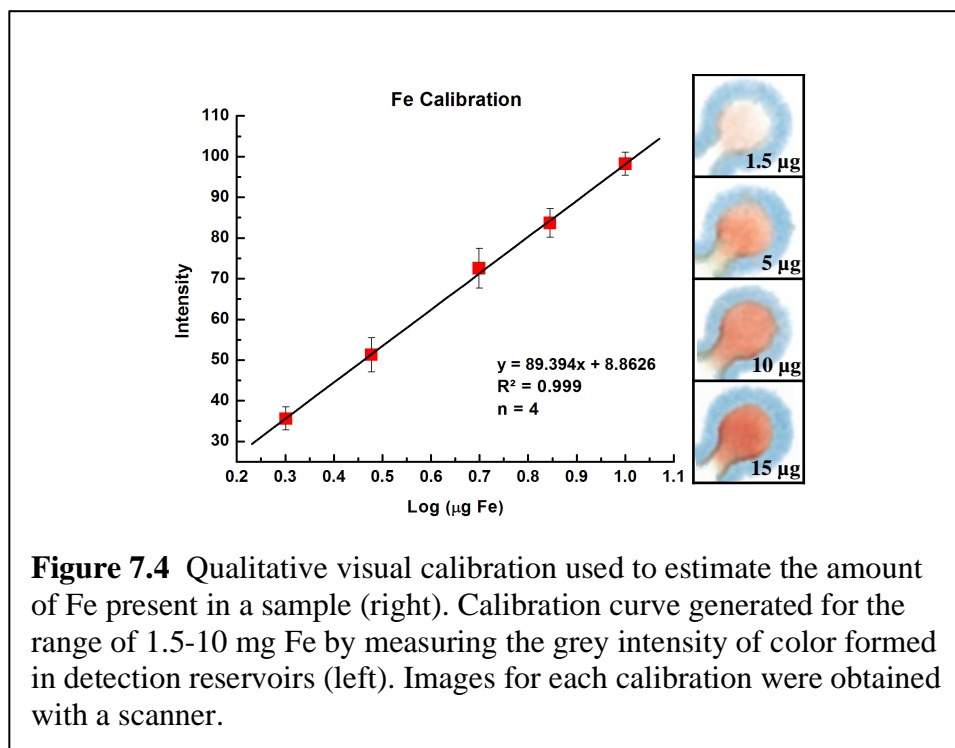 Fe Calibration
110
100
90
80
70
60
50
40
30
Intensity
y = 89.394x + 8.8626
R² = 0.999
n = 4
0.2 0.3 0.4 0.5 0.6 0.7 0.8 0.9 1.0 1.1
Log (μg Fe)
1.5 μg
5 μg
10 μg
15 μg
Figure 7.4 Qualitative visual calibration used to estimate the amount
of Fe present in a sample (right). Calibration curve generated for the
range of 1.5-10 mg Fe by measuring the grey intensity of color formed
in detection reservoirs (left). Images for each calibration were obtained
with a scanner.